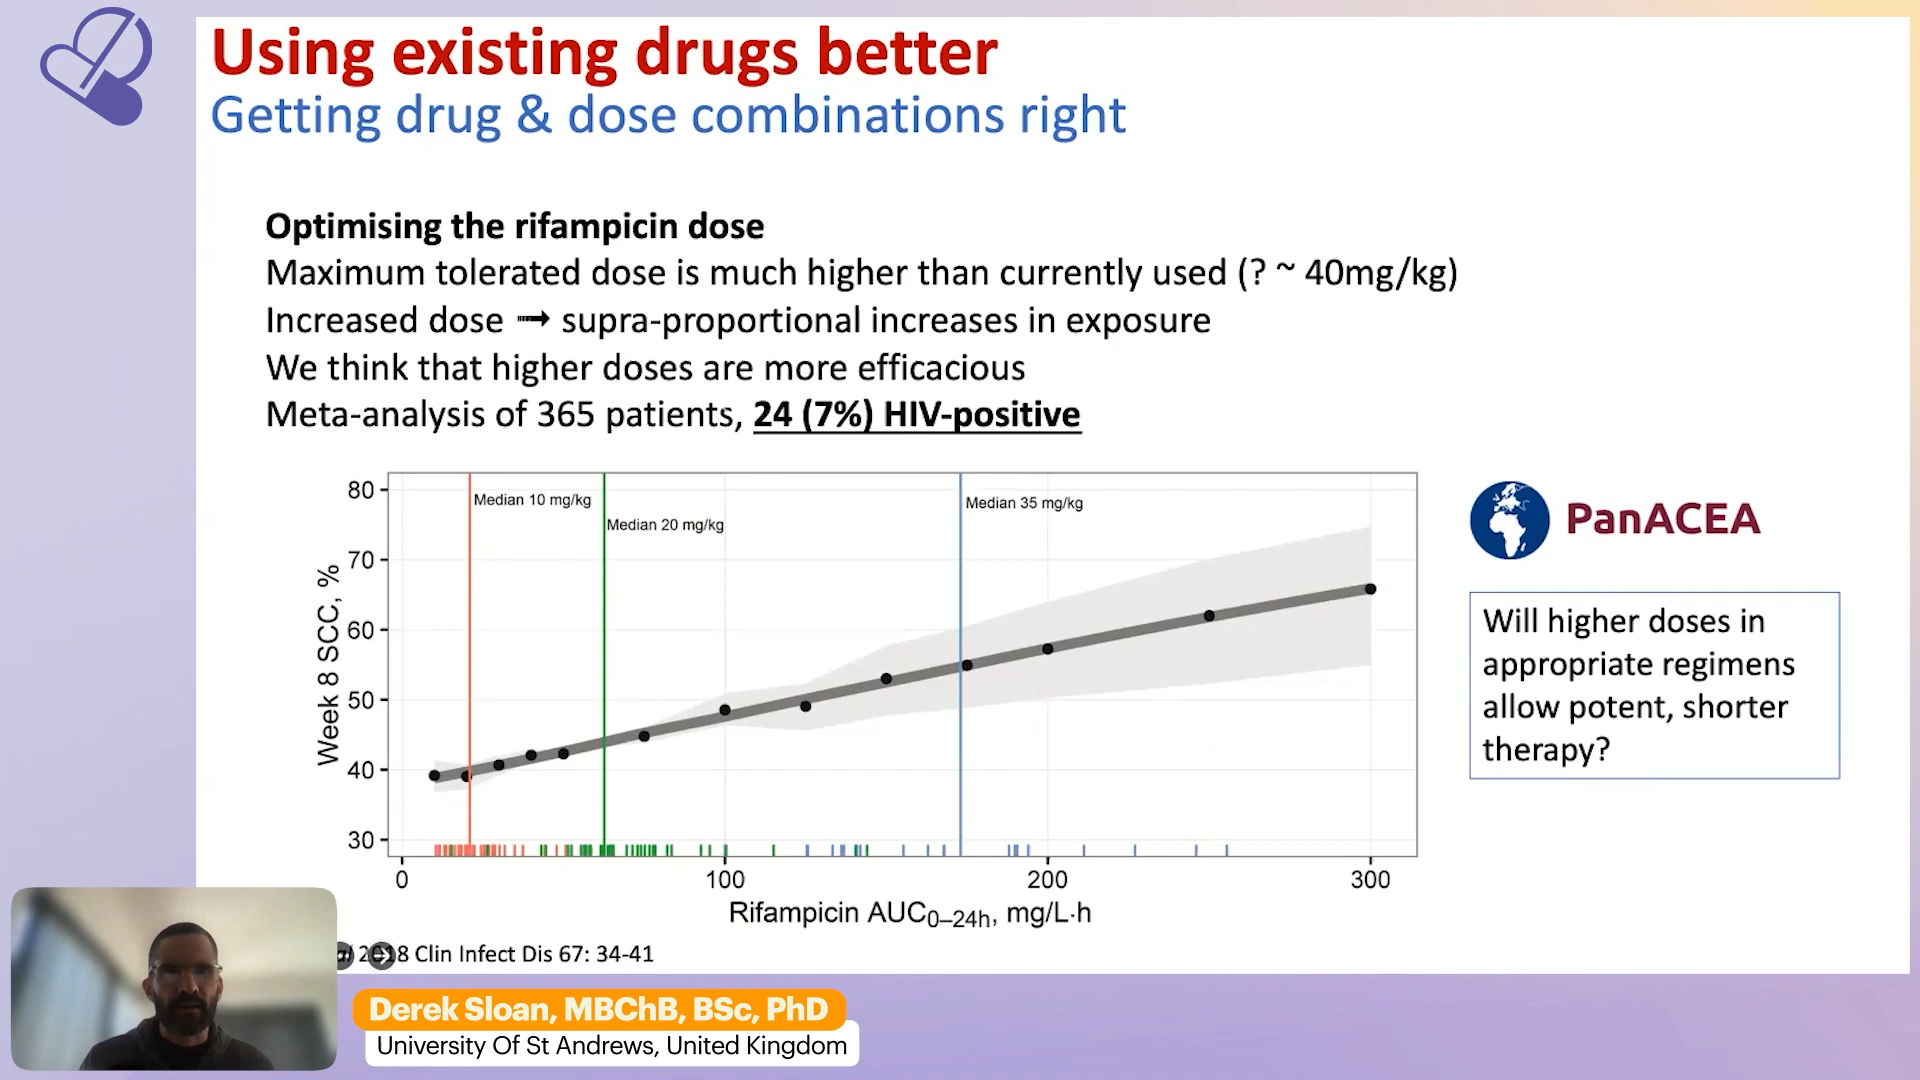 Using existing drugs better
Getting drug & dose combinations right
Optimising the rifampicin dose
Maximum tolerated dose is much higher than currently used (? ~ 40mg/kg)
Increased dose ➟ supra-proportional increases in exposure
We think that higher doses are more efficacious
Meta-analysis of 365 patients, 24 (7%) HIV-positive
80
70
60
50
40
30
Week 8 SCC, %
Median 10 mg/kg
Median 20 mg/kg
Median 35 mg/kg
0
100
200
300
Rifampicin AUC0–24h, mg/L·h
PanACEA
Will higher doses in
appropriate regimens
allow potent, shorter
therapy?
2018 Clin Infect Dis 67: 34-41
Derek Sloan, MBChB, BSc, PhD
University Of St Andrews, United Kingdom